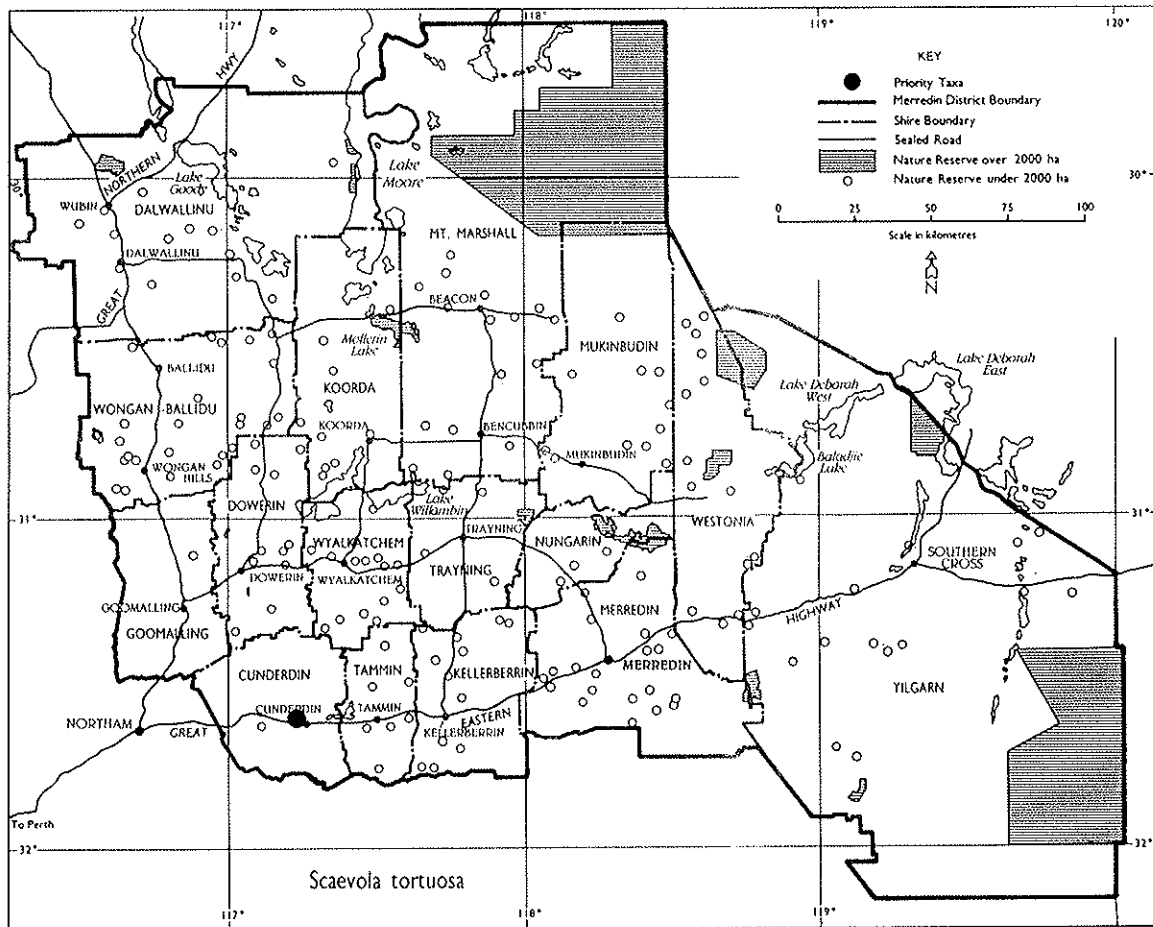 117°
118°
119°
120°
KEY
Priority Taxa
Merredin District Boundary
Shire Boundary
Sealed Road
Nature Reserve over 2000 ha
Nature Reserve under 2000 ha
0 25 50 75 100
Scale in kilometres
N
HWY
NORTHERN
Lake
Goody
Lake
Moore
30°
30°
WUBIN
DALWALLINU
MT. MARSHALL
DALWALLINU
GREAT
BEACON
Mollerin
Lake
MUKINBUDIN
BALLIDU
KOORDA
Lake Deborah
East
Lake Deborah
West
WONGAN-BALLIDU
KOORDA
BENCUBBIN
MUKINBUDIN
Baladjie
Lake
WONGAN
HILLS
DOWERIN
Lake
Wallambin
31°
31°
WYALKATCHEM
TRAYNING
NUNGARIN
WESTONIA
SOUTHERN
CROSS
DOWERIN
WYALKATCHEM
TRAYNING
GOOMALLING
GOOMALLING
MERREDIN
HIGHWAY
CUNDERDIN
TAMMIN
KELLERBERRIN
MERREDIN
YILGARN
NORTHAM
GREAT
CUNDERDIN
TAMMIN
EASTERN
KELLERBERRIN
To Perth
32°
32°
Scaevola tortuosa
117°
118°
119°
120°